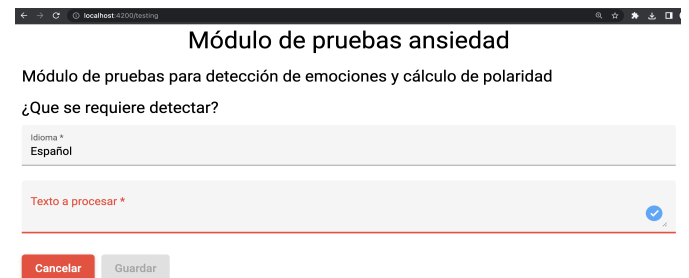 localhost:4200/testing
Módulo de pruebas ansiedad
Módulo de pruebas para detección de emociones y cálculo de polaridad
¿Que se requiere detectar?
Idioma *
Español
Texto a procesar *
Cancelar Guardar